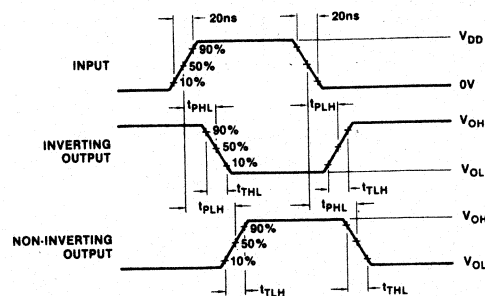 20ns
20ns
VDD
90%
INPUT
50%
10%
0V
tPHL
tPLH
90%
VOH
INVERTING
OUTPUT
50%
10%
VOL
tTHL
tTLH
tPLH
tPHL
VOH
90%
NON-INVERTING
OUTPUT
50%
10%
VOL
tTLH
tTHL